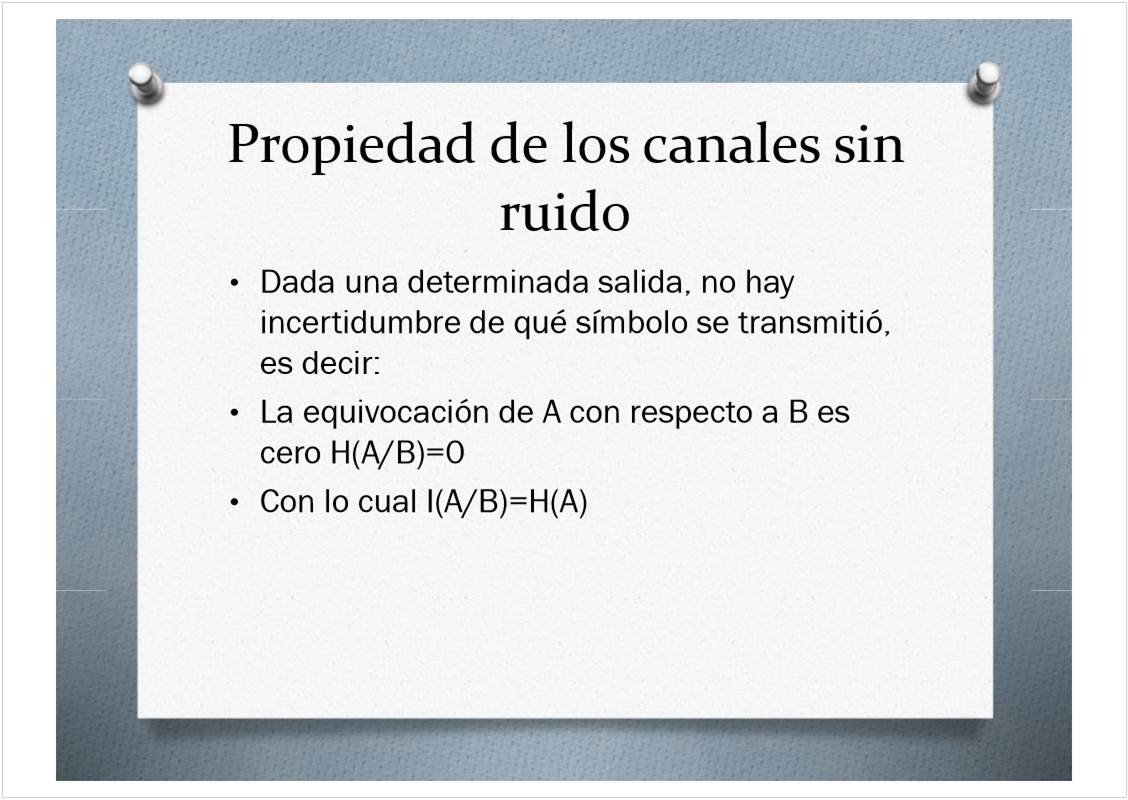 Propiedad de los canales sin
ruido
• Dada una determinada salida, no hay
incertidumbre de qué símbolo se transmitió,
es decir:
• La equivocación de A con respecto a B es
cero H(A/B)=0
• Con lo cual I(A/B)=H(A)